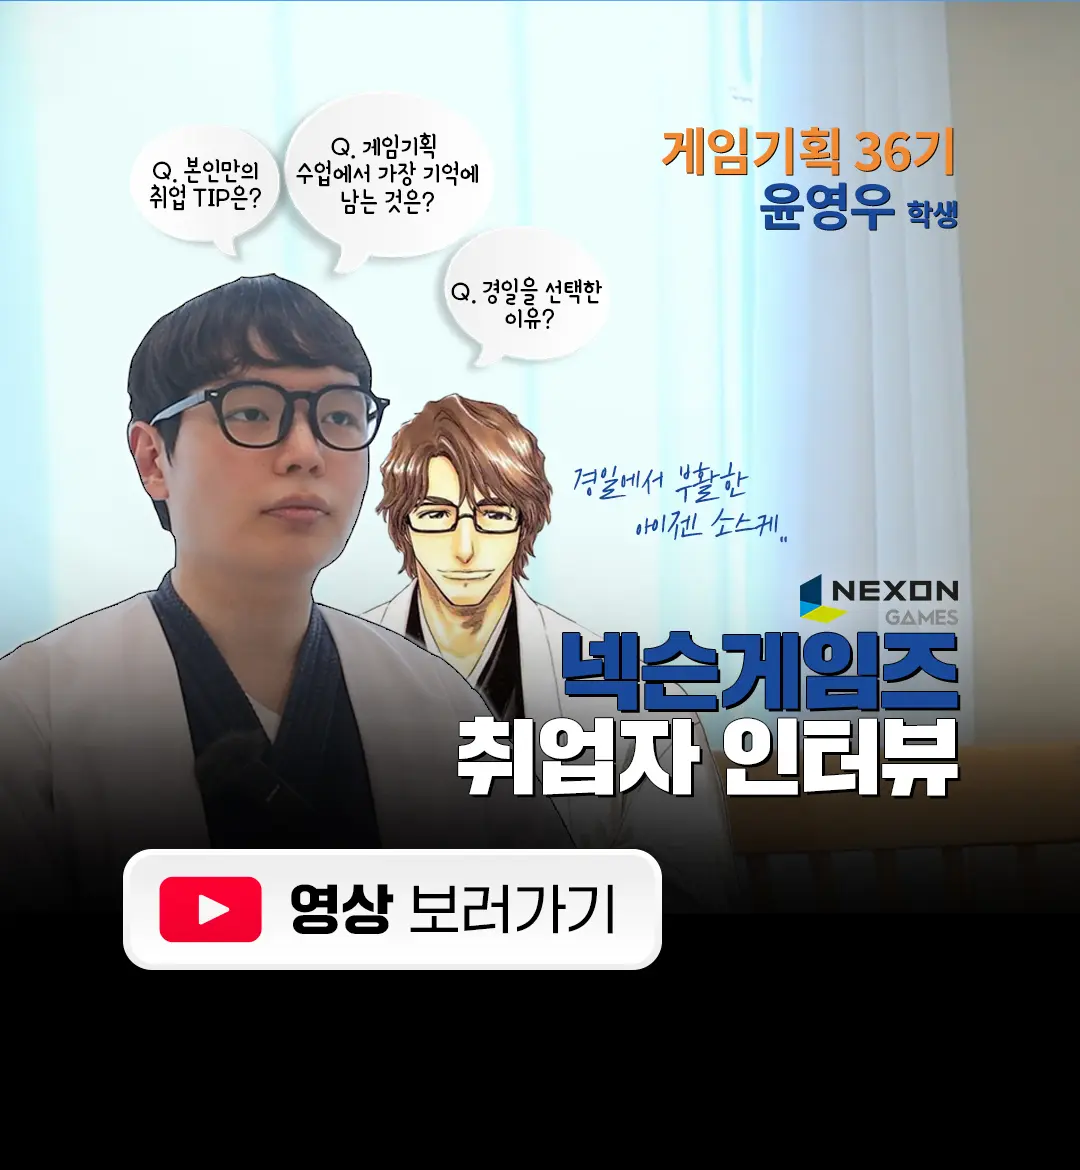 Q. 본인만의
취업 TIP은?
Q. 게임기획
수업에서 가장 기억에
남는 것은?
Q. 경일을 선택한
이유?
게임기획 36기
윤영우 학생
경일에서 부활한
아이젠 소스케..
NEXON
GAMES
넥슨게임즈
취업자 인터뷰
영상 보러가기